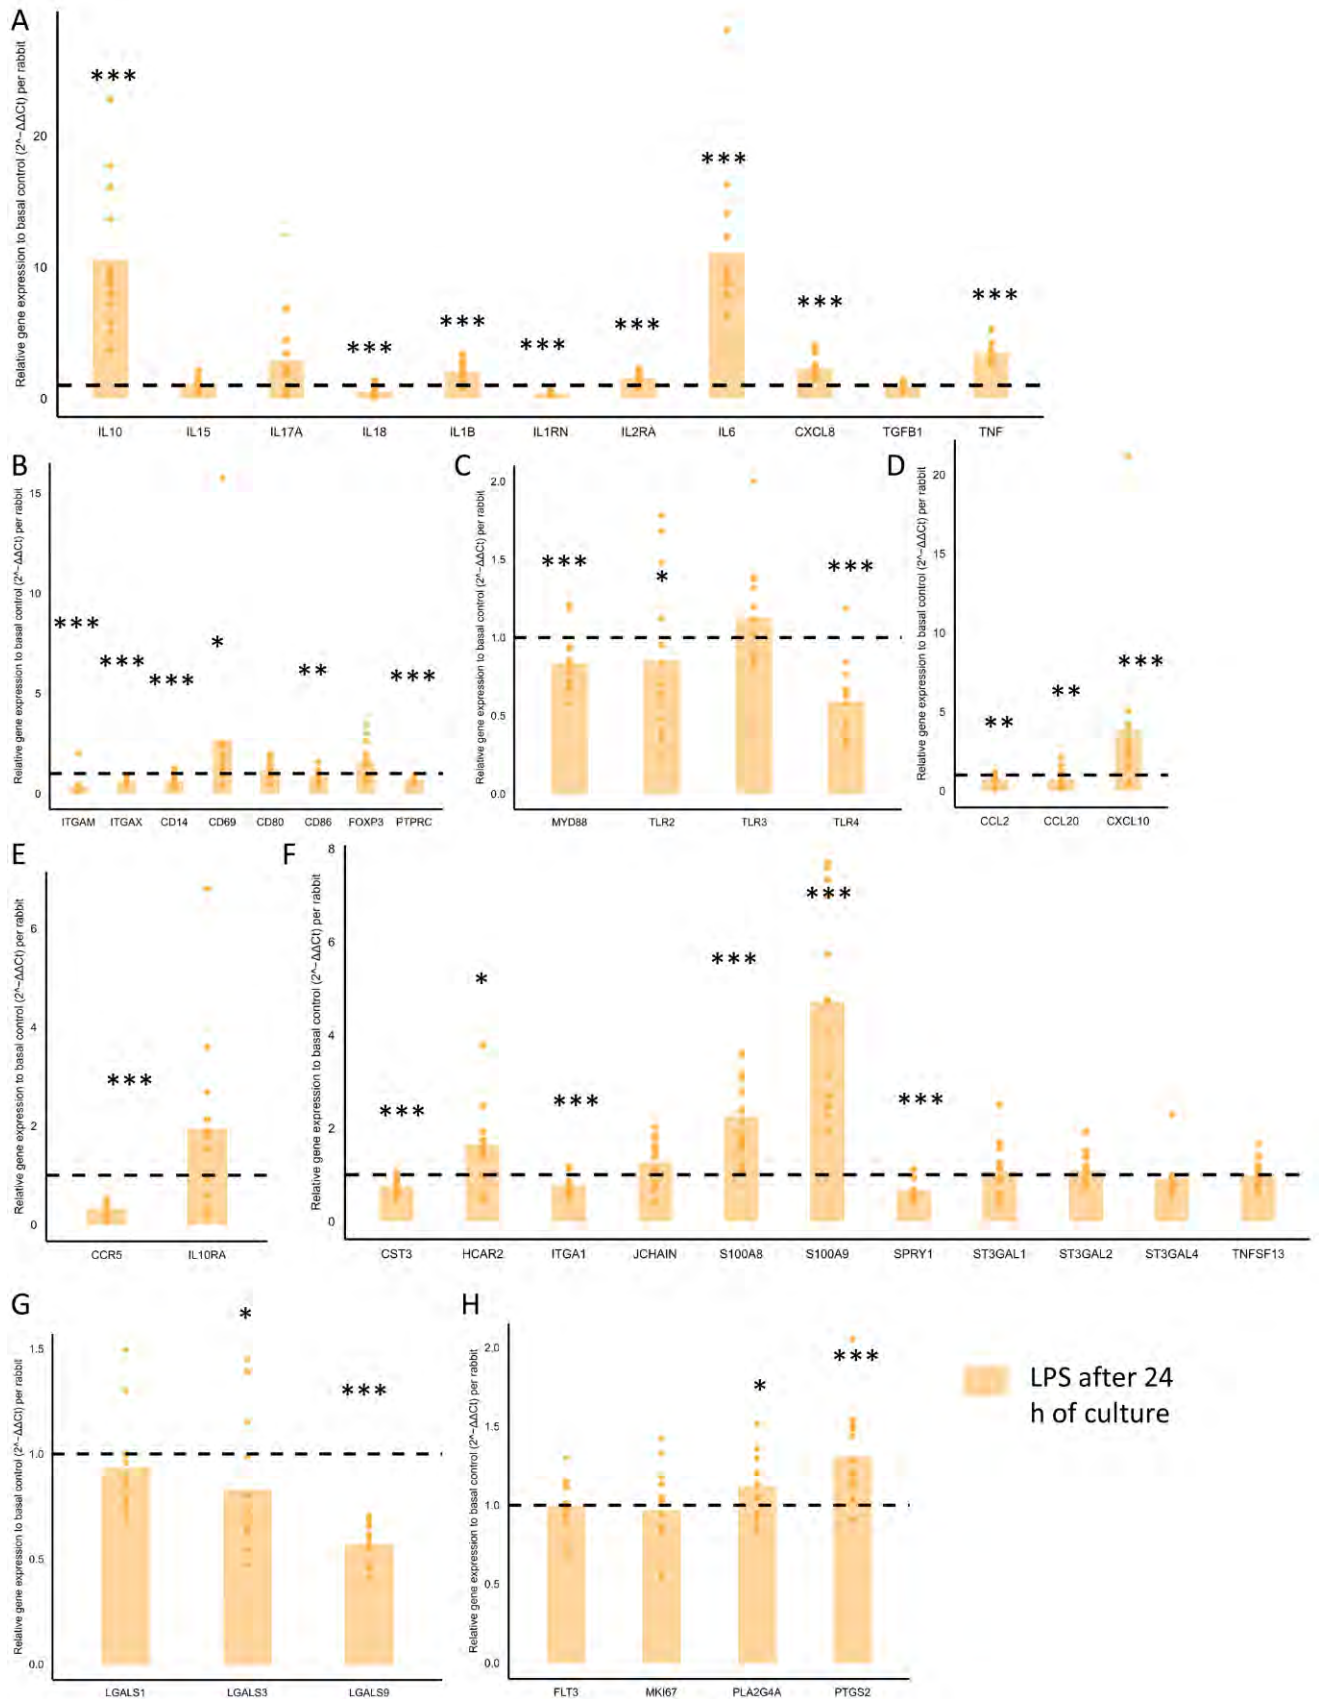 A
Relative gene expression to basal control (2^−ΔΔCt) per rabbit
20
10
0
*** *** *** *** *** *** *** ***
IL10 IL15 IL17A IL18 IL1B IL1RN IL2RA IL6 CXCL8 TGFB1 TNF
B
Relative gene expression to basal control (2^−ΔΔCt) per rabbit
15
10
5
0
*** *** *** * ** ***
ITGAM ITGAX CD14 CD69 CD80 CD86 FOXP3 PTPRC
C
Relative gene expression to basal control (2^−ΔΔCt) per rabbit
2.0
1.5
1.0
0.5
0.0
*** * ***
MYD88 TLR2 TLR3 TLR4
D
Relative gene expression to basal control (2^−ΔΔCt) per rabbit
20
15
10
5
0
** ** ***
CCL2 CCL20 CXCL10
E
Relative gene expression to basal control (2^−ΔΔCt) per rabbit
6
4
2
0
***
CCR5 IL10RA
F
Relative gene expression to basal control (2^−ΔΔCt) per rabbit
8
6
4
2
0
*** * *** *** *** ***
CST3 HCAR2 ITGA1 JCHAIN S100A8 S100A9 SPRY1 ST3GAL1 ST3GAL2 ST3GAL4 TNFSF13
G
Relative gene expression to basal control (2^−ΔΔCt) per rabbit
1.5
1.0
0.5
0.0
* ***
LGALS1 LGALS3 LGALS9
H
Relative gene expression to basal control (2^−ΔΔCt) per rabbit
2.0
1.5
1.0
0.5
0.0
* ***
FLT3 MKI67 PLA2G4A PTGS2
LPS after 24
h of culture